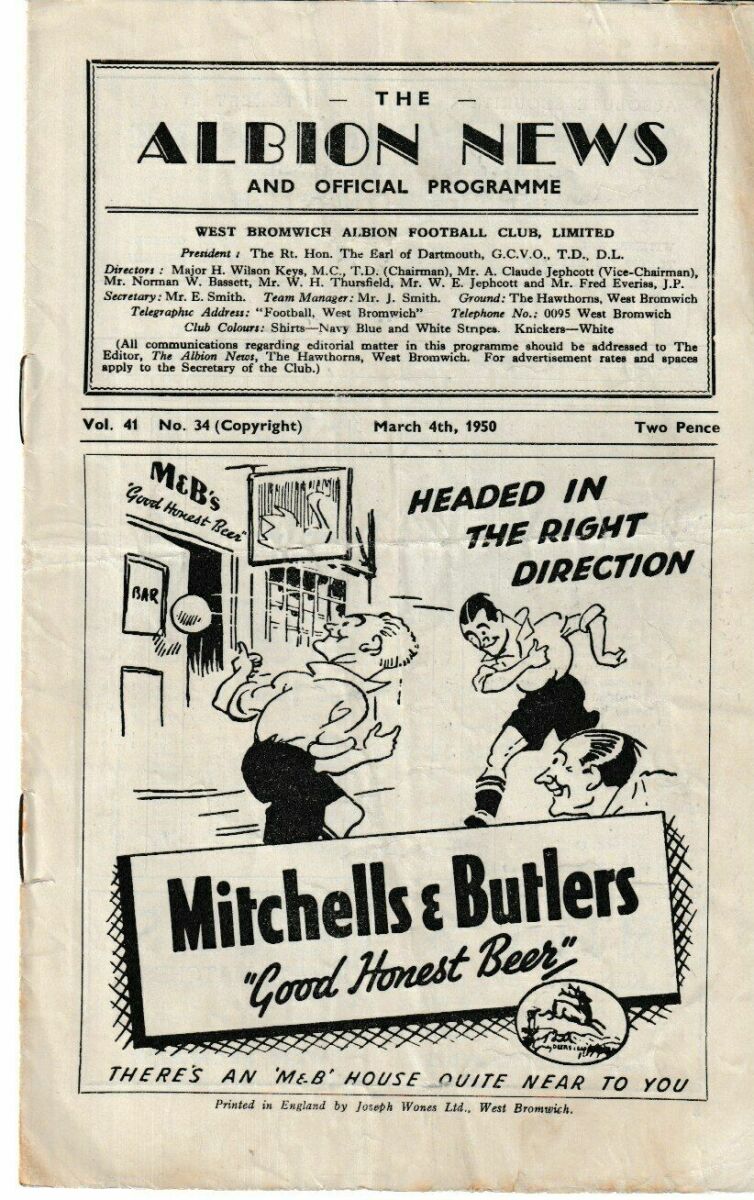 — THE —
ALBION NEWS
AND OFFICIAL PROGRAMME
WEST BROMWICH ALBION FOOTBALL CLUB, LIMITED
President : The Rt. Hon. The Earl of Dartmouth, G.C.V.O., T.D., D.L.
Directors : Major H. Wilson Keys, M.C., T.D. (Chairman), Mr. A. Claude Jephcott (Vice-Chairman),
Mr. Norman W. Bassett, Mr. W. H. Thursfield, Mr. W. E. Jephcott and Mr. Fred Everiss, J.P.
Secretary: Mr. E. Smith. Team Manager: Mr. J. Smith. Ground: The Hawthorns, West Bromwich
Telegraphic Address: "Football, West Bromwich" Telephone No.: 0095 West Bromwich
Club Colours: Shirts—Navy Blue and White Stripes. Knickers—White
(All communications regarding editorial matter in this programme should be addressed to The
Editor, The Albion News, The Hawthorns, West Bromwich. For advertisement rates and spaces
apply to the Secretary of the Club.)
Vol. 41 No. 34 (Copyright) March 4th, 1950 Two Pence
M&B's
"Good Honest Beer"
BAR
HEADED IN
THE RIGHT
DIRECTION
Mitchells & Butlers
"Good Honest Beer"
THERE'S AN 'M&B' HOUSE QUITE NEAR TO YOU
Printed in England by Joseph Wones Ltd., West Bromwich.